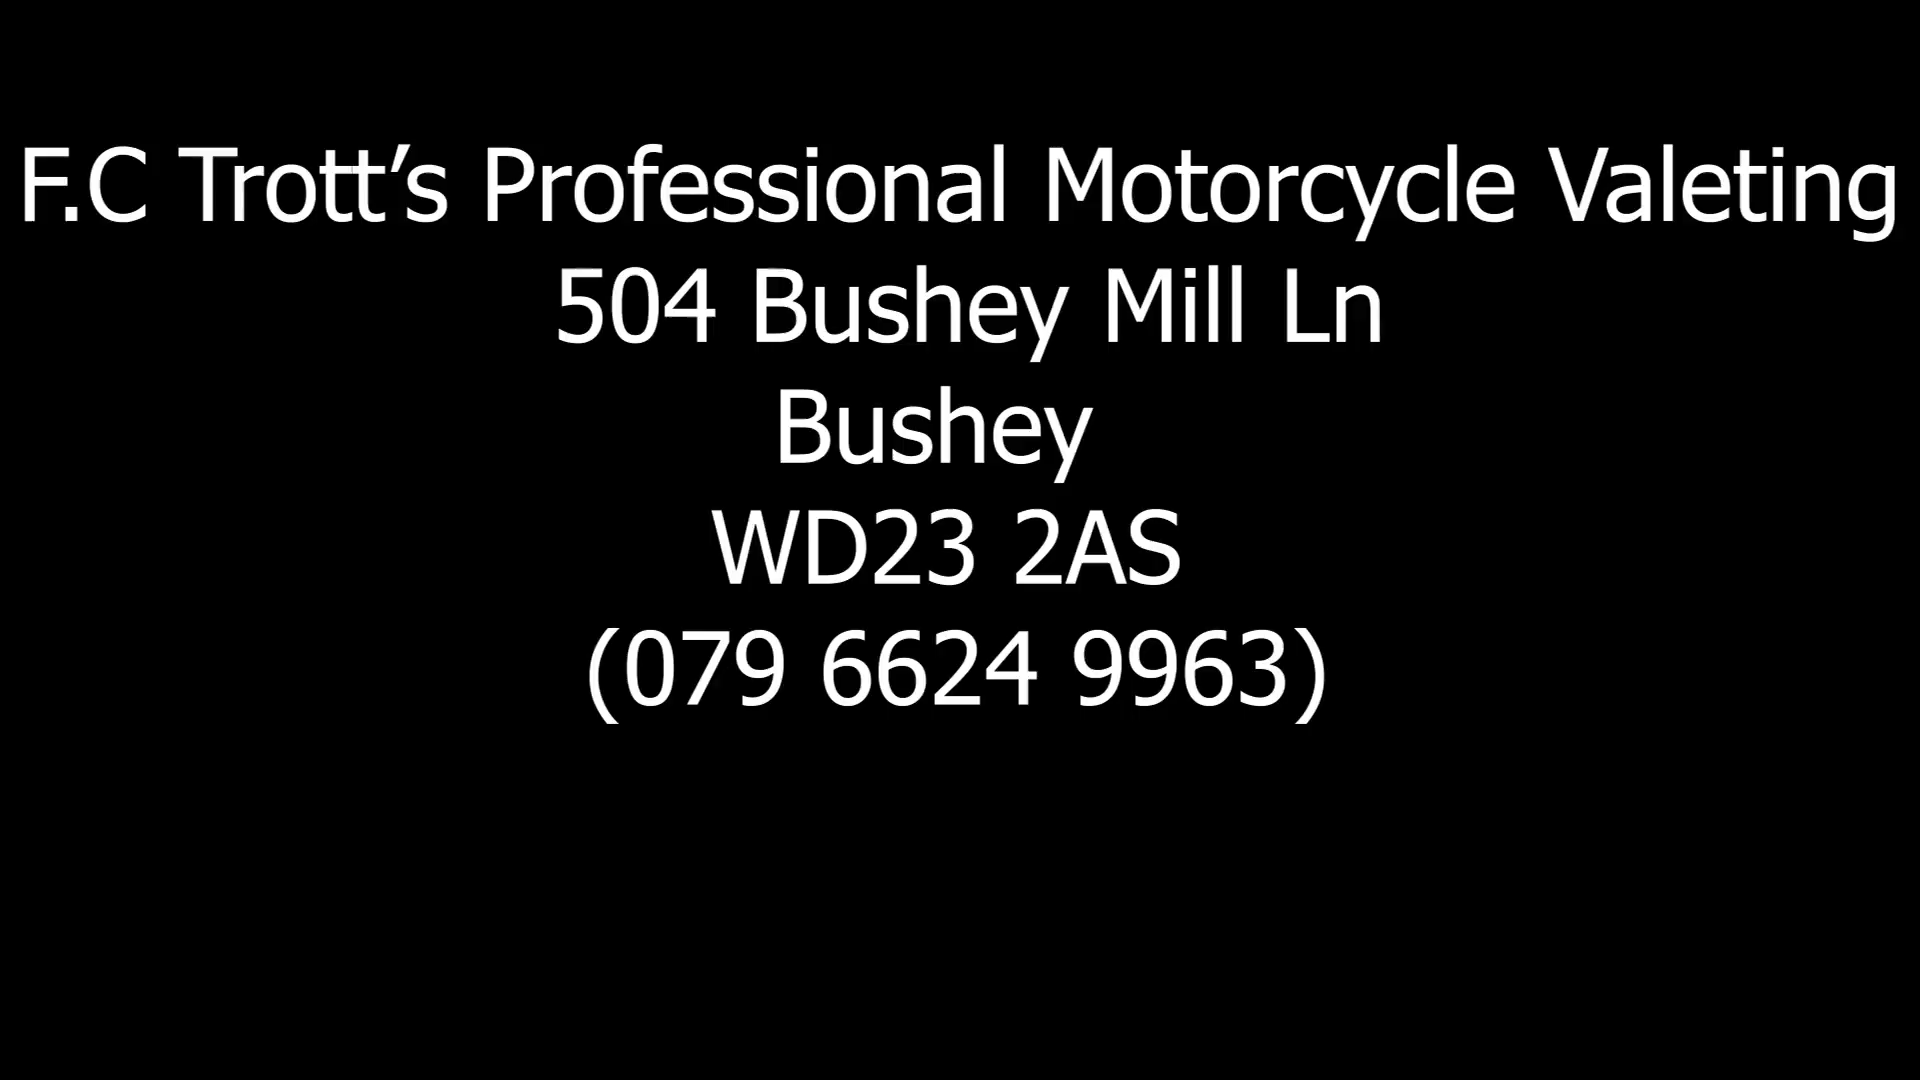 F.C Trott’s Professional Motorcycle Valeting
504 Bushey Mill Ln
Bushey
WD23 2AS
(079 6624 9963)